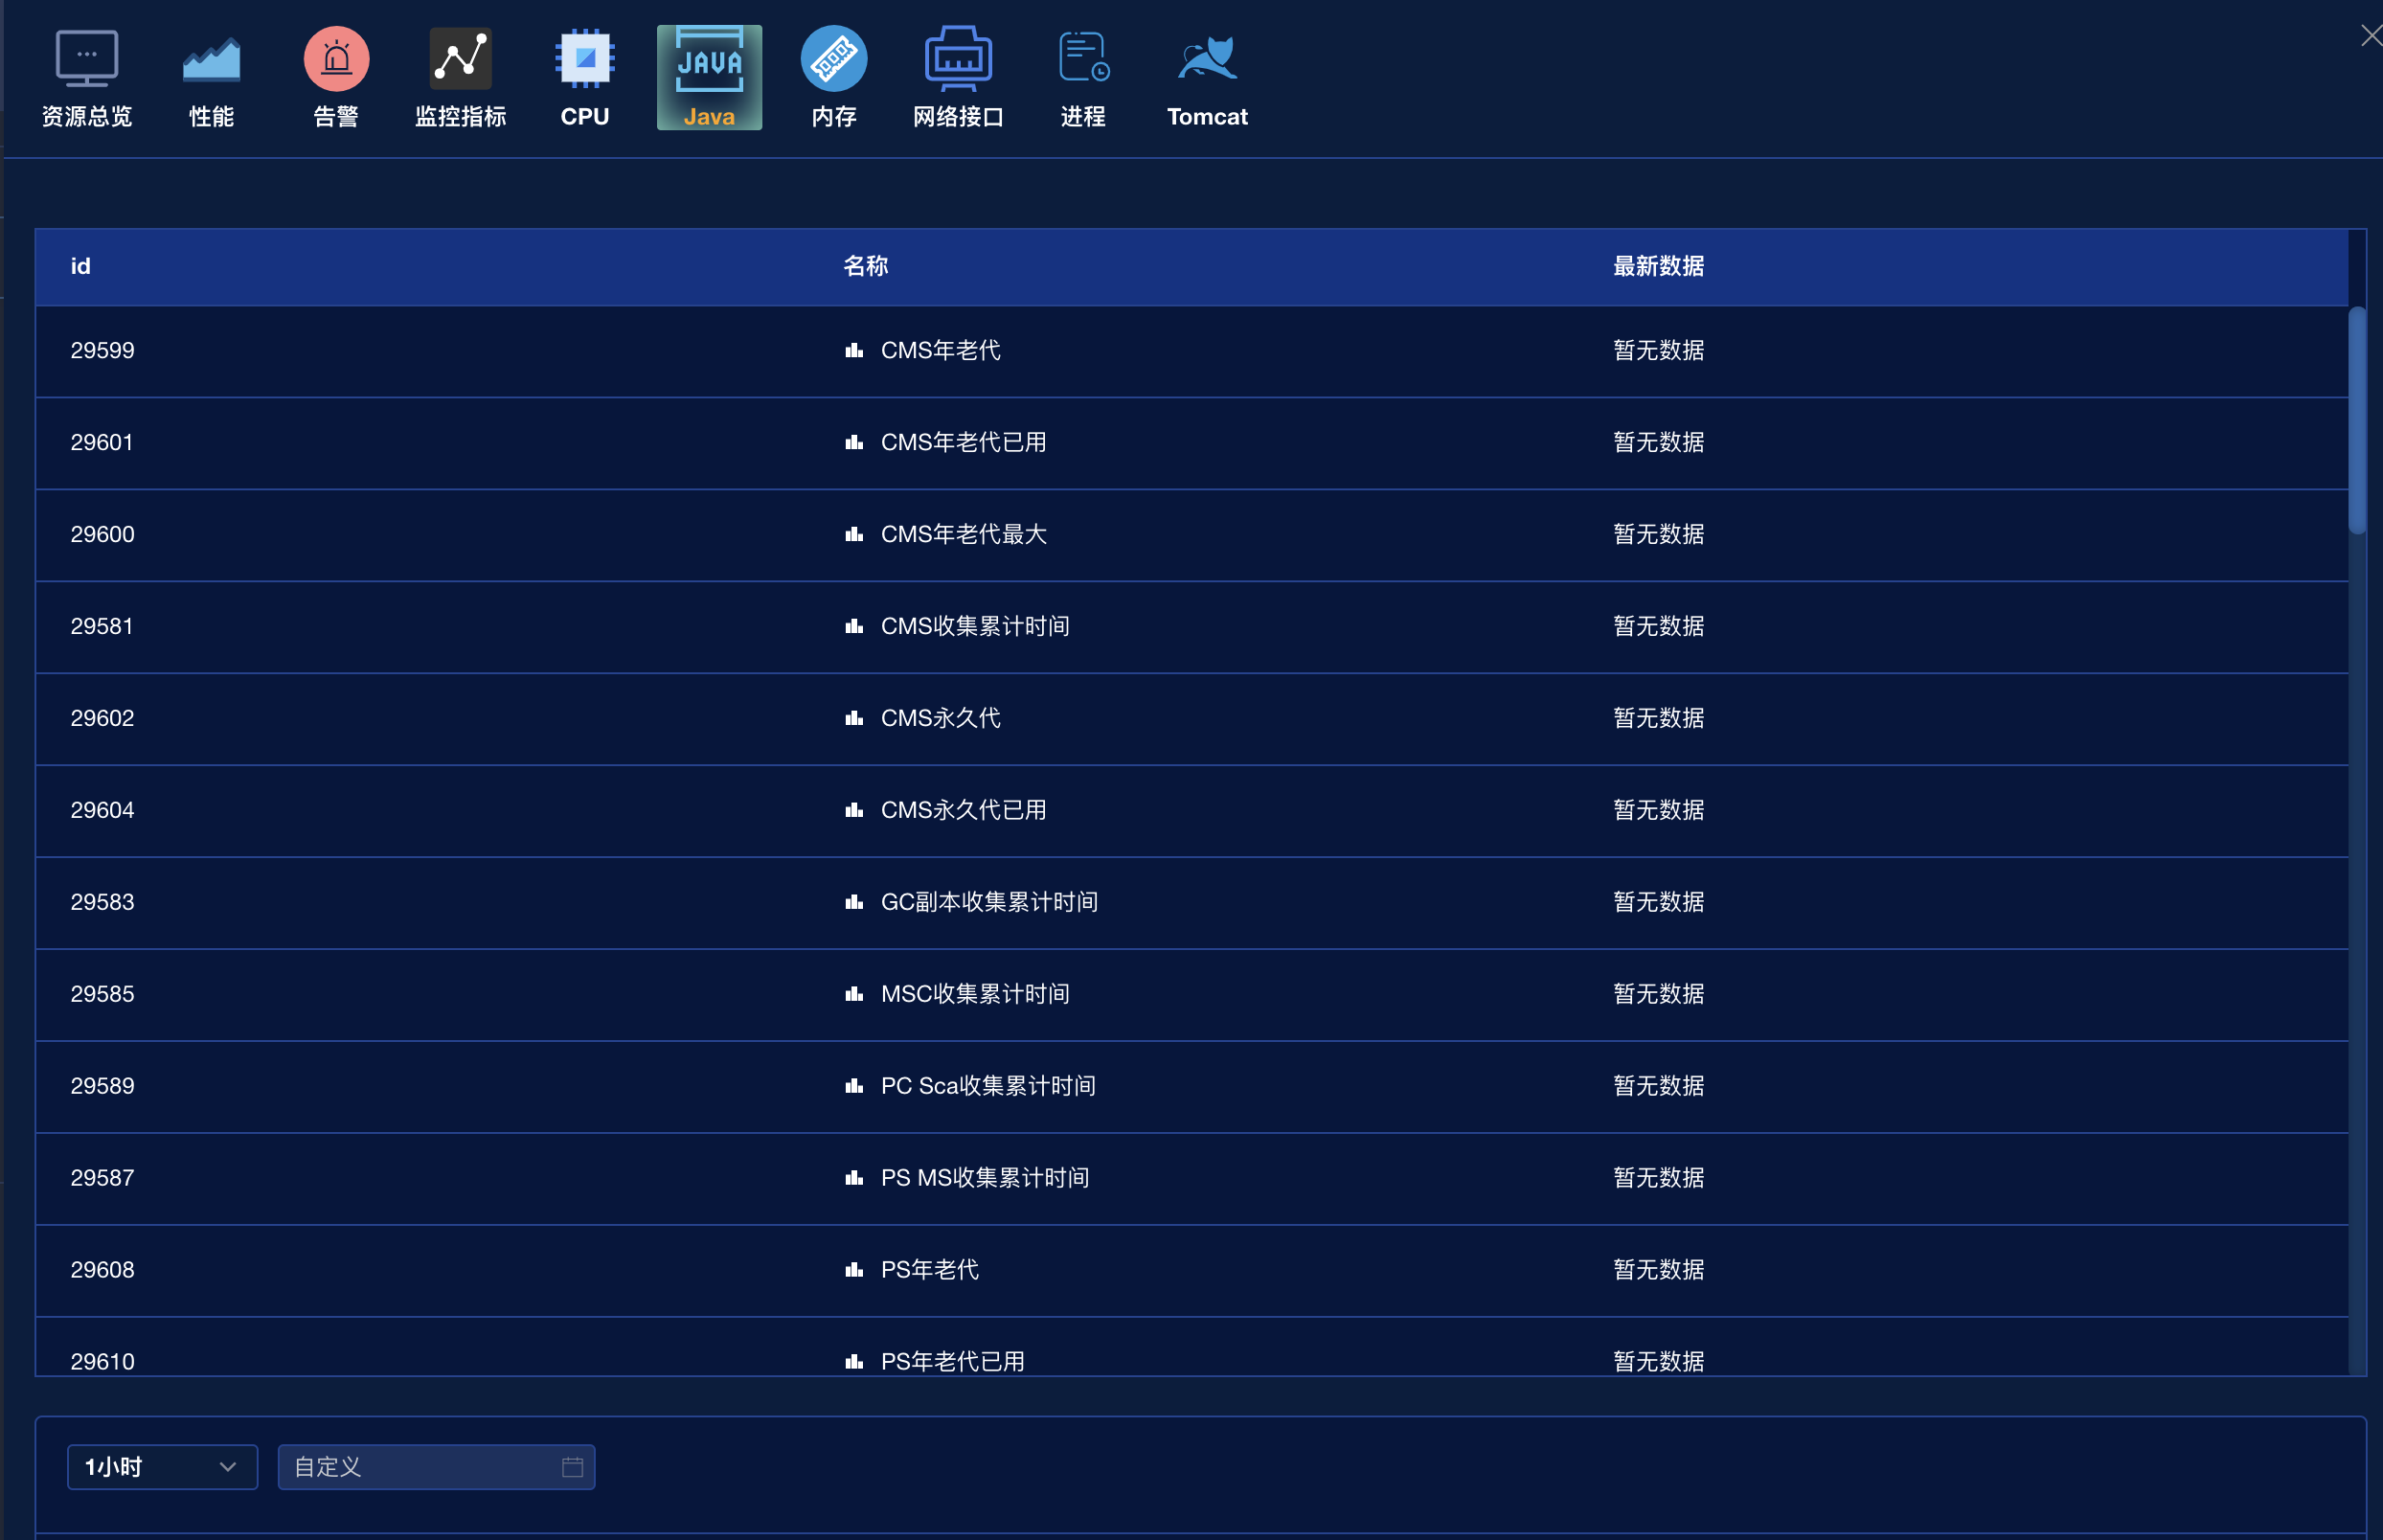 JAVA
资源总览 性能 告警 监控指标 CPU Java 内存 网络接口 进程 Tomcat
id 名称 最新数据
29599 CMS年老代 暂无数据
29601 CMS年老代已用 暂无数据
29600 CMS年老代最大 暂无数据
29581 CMS收集累计时间 暂无数据
29602 CMS永久代 暂无数据
29604 CMS永久代已用 暂无数据
29583 GC副本收集累计时间 暂无数据
29585 MSC收集累计时间 暂无数据
29589 PC Sca收集累计时间 暂无数据
29587 PS MS收集累计时间 暂无数据
29608 PS年老代 暂无数据
29610 PS年老代已用 暂无数据
1小时 自定义